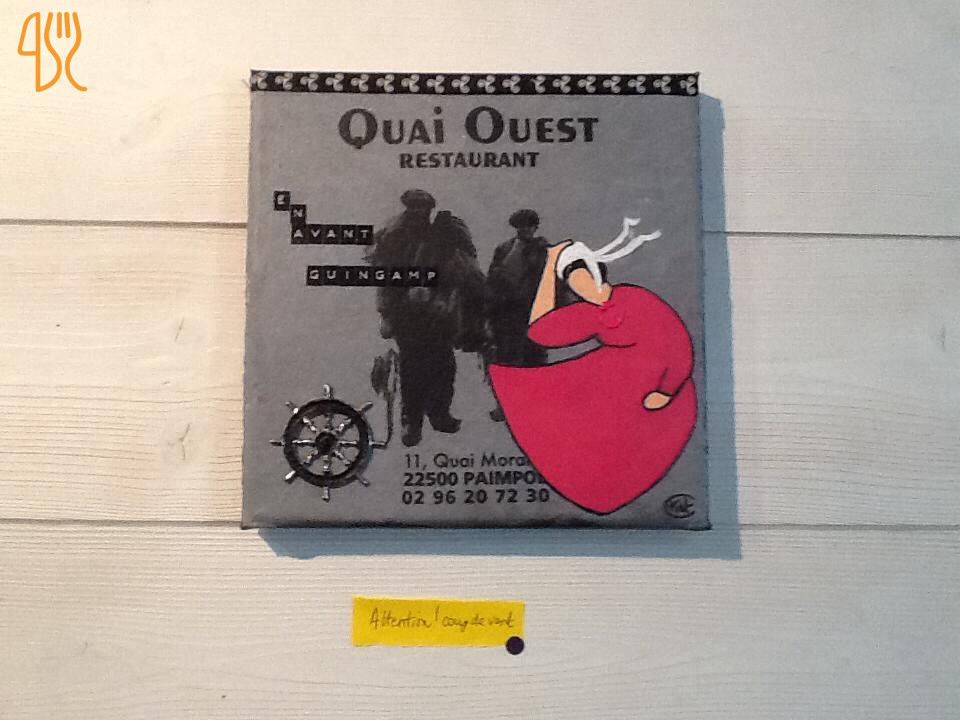 QUAI OUEST
RESTAURANT
EN
AVANT
GUINGAMP
11, Quai Mora
22500 PAIMPOL
02 96 20 72 30
Attention! coup de vent